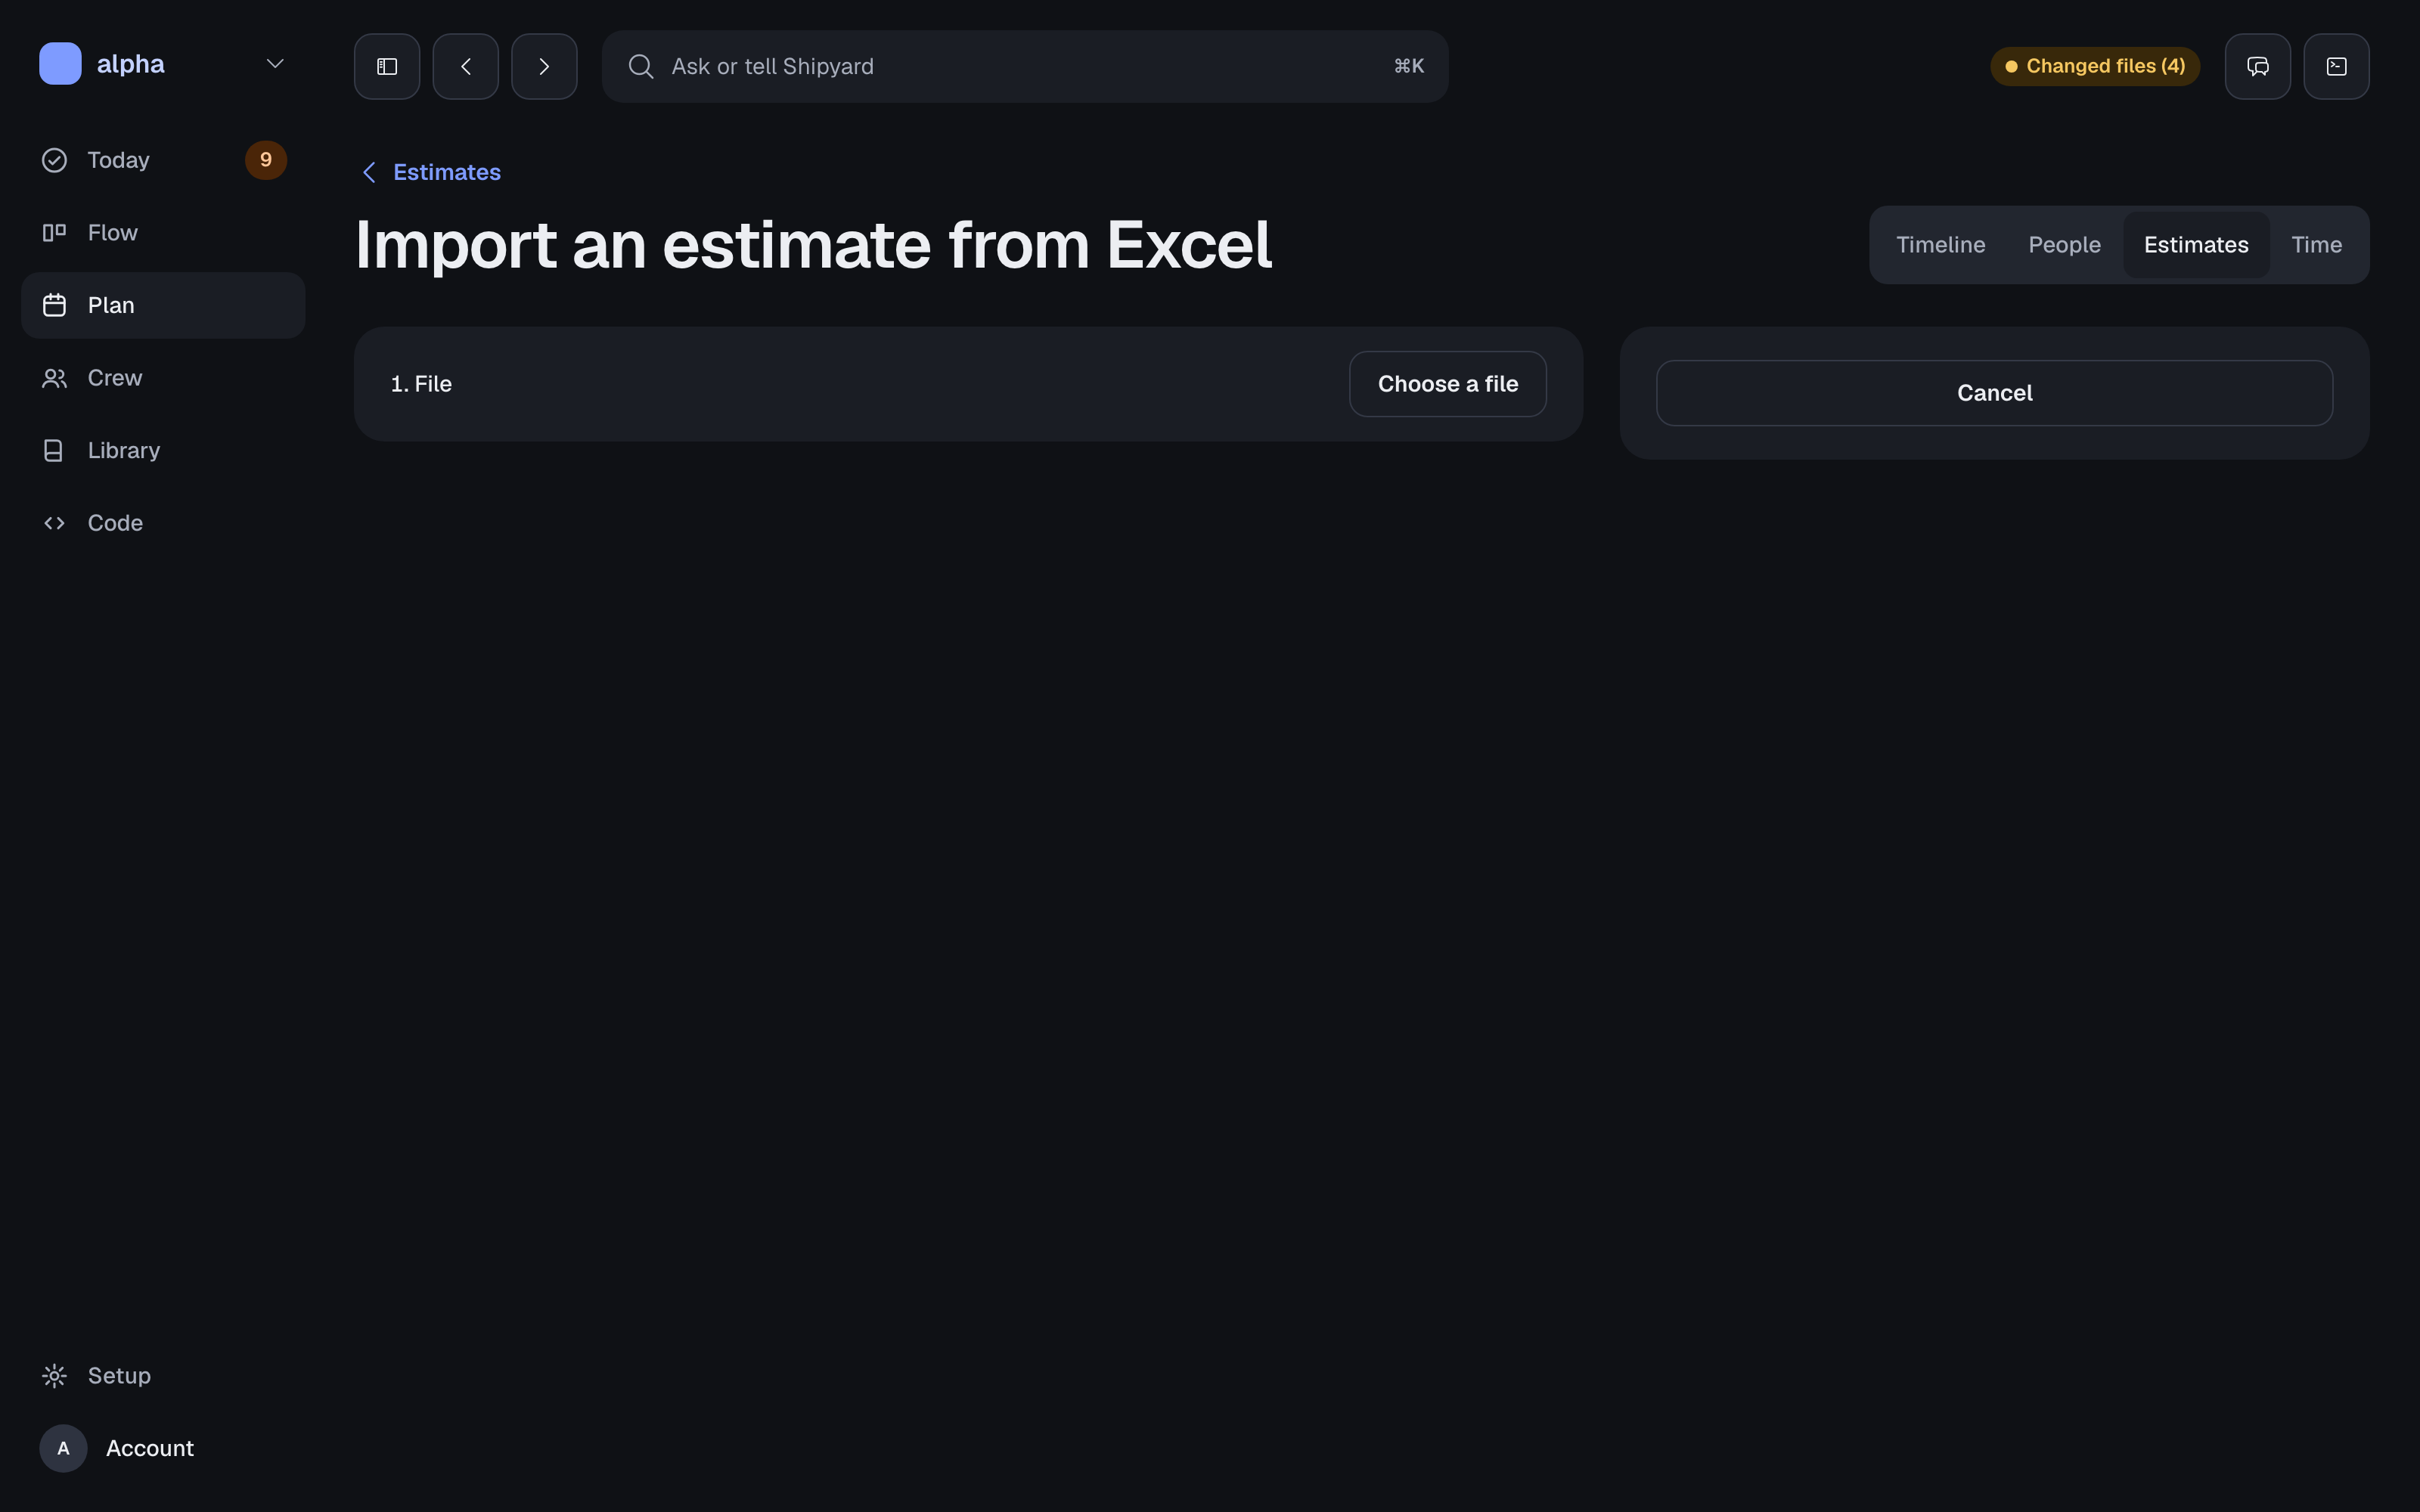 alpha
Ask or tell Shipyard
⌘K
Changed files (4)
Today
9
Flow
Plan
Crew
Library
Code
Estimates
Import an estimate from Excel
Timeline
People
Estimates
Time
1. File
Choose a file
Cancel
Setup
A
Account